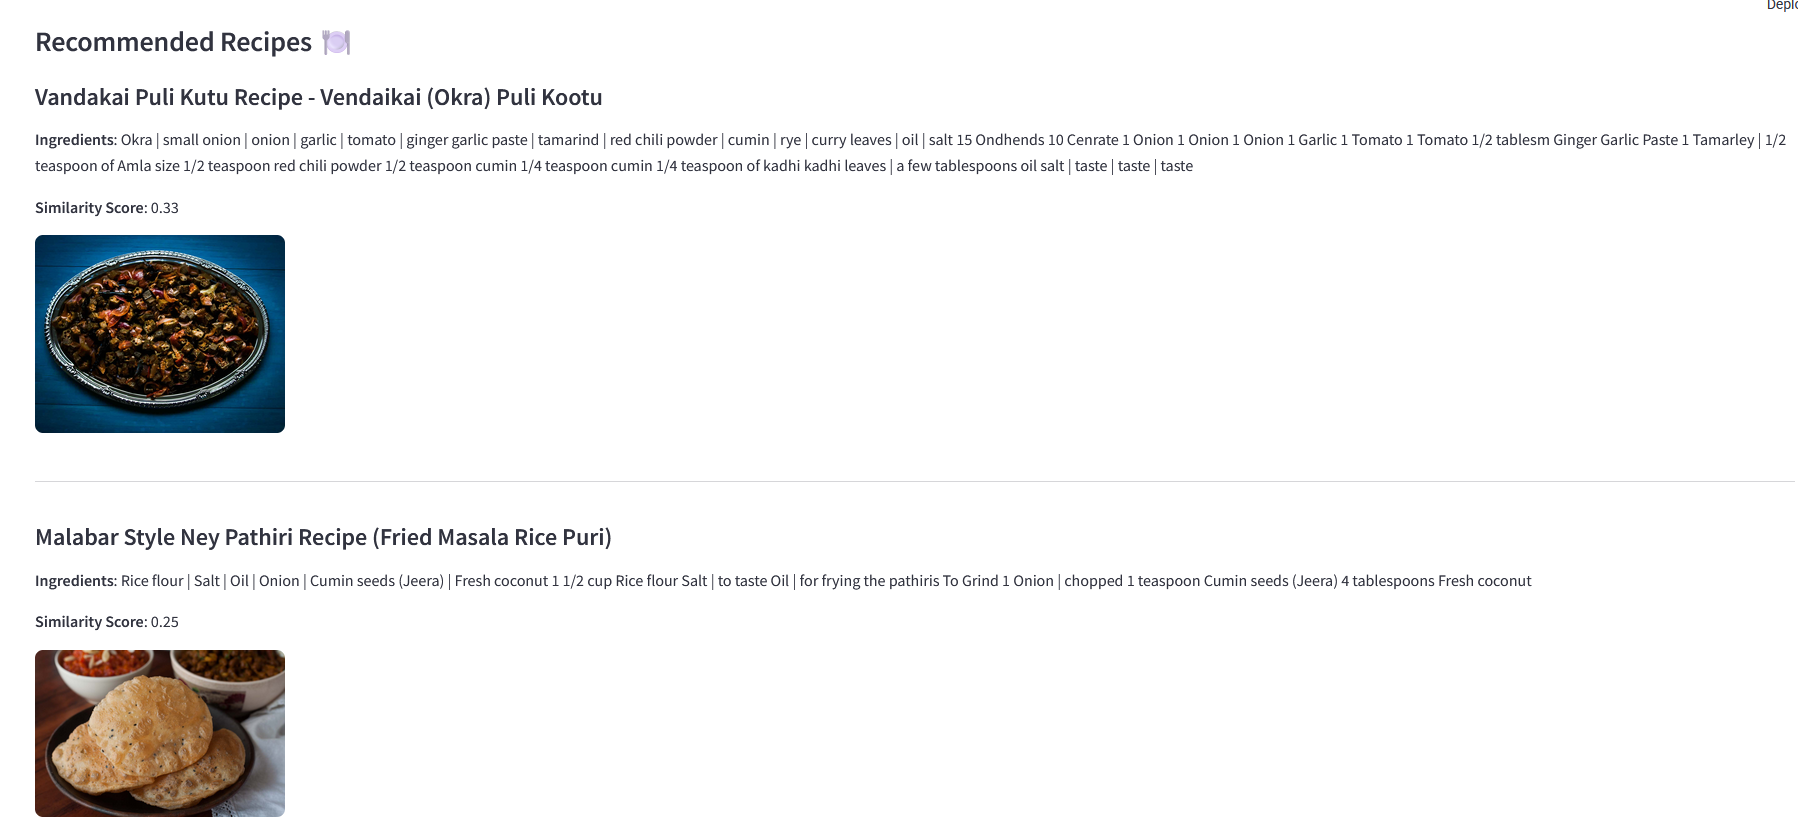 Recommended Recipes 🍽️
Vandakai Puli Kutu Recipe - Vendaikai (Okra) Puli Kootu
Ingredients: Okra | small onion | onion | garlic | tomato | ginger garlic paste | tamarind | red chili powder | cumin | rye | curry leaves | oil | salt 15 Ondhends 10 Cenrate 1 Onion 1 Onion 1 Onion 1 Garlic 1 Tomato 1 Tomato 1/2 tablesm Ginger Garlic Paste 1 Tamarley | 1/2
teaspoon of Amla size 1/2 teaspoon red chili powder 1/2 teaspoon cumin 1/4 teaspoon cumin 1/4 teaspoon of kadhi kadhi leaves | a few tablespoons oil salt | taste | taste | taste
Similarity Score: 0.33
Malabar Style Ney Pathiri Recipe (Fried Masala Rice Puri)
Ingredients: Rice flour | Salt | Oil | Onion | Cumin seeds (Jeera) | Fresh coconut 1 1/2 cup Rice flour Salt | to taste Oil | for frying the pathiris To Grind 1 Onion | chopped 1 teaspoon Cumin seeds (Jeera) 4 tablespoons Fresh coconut
Similarity Score: 0.25